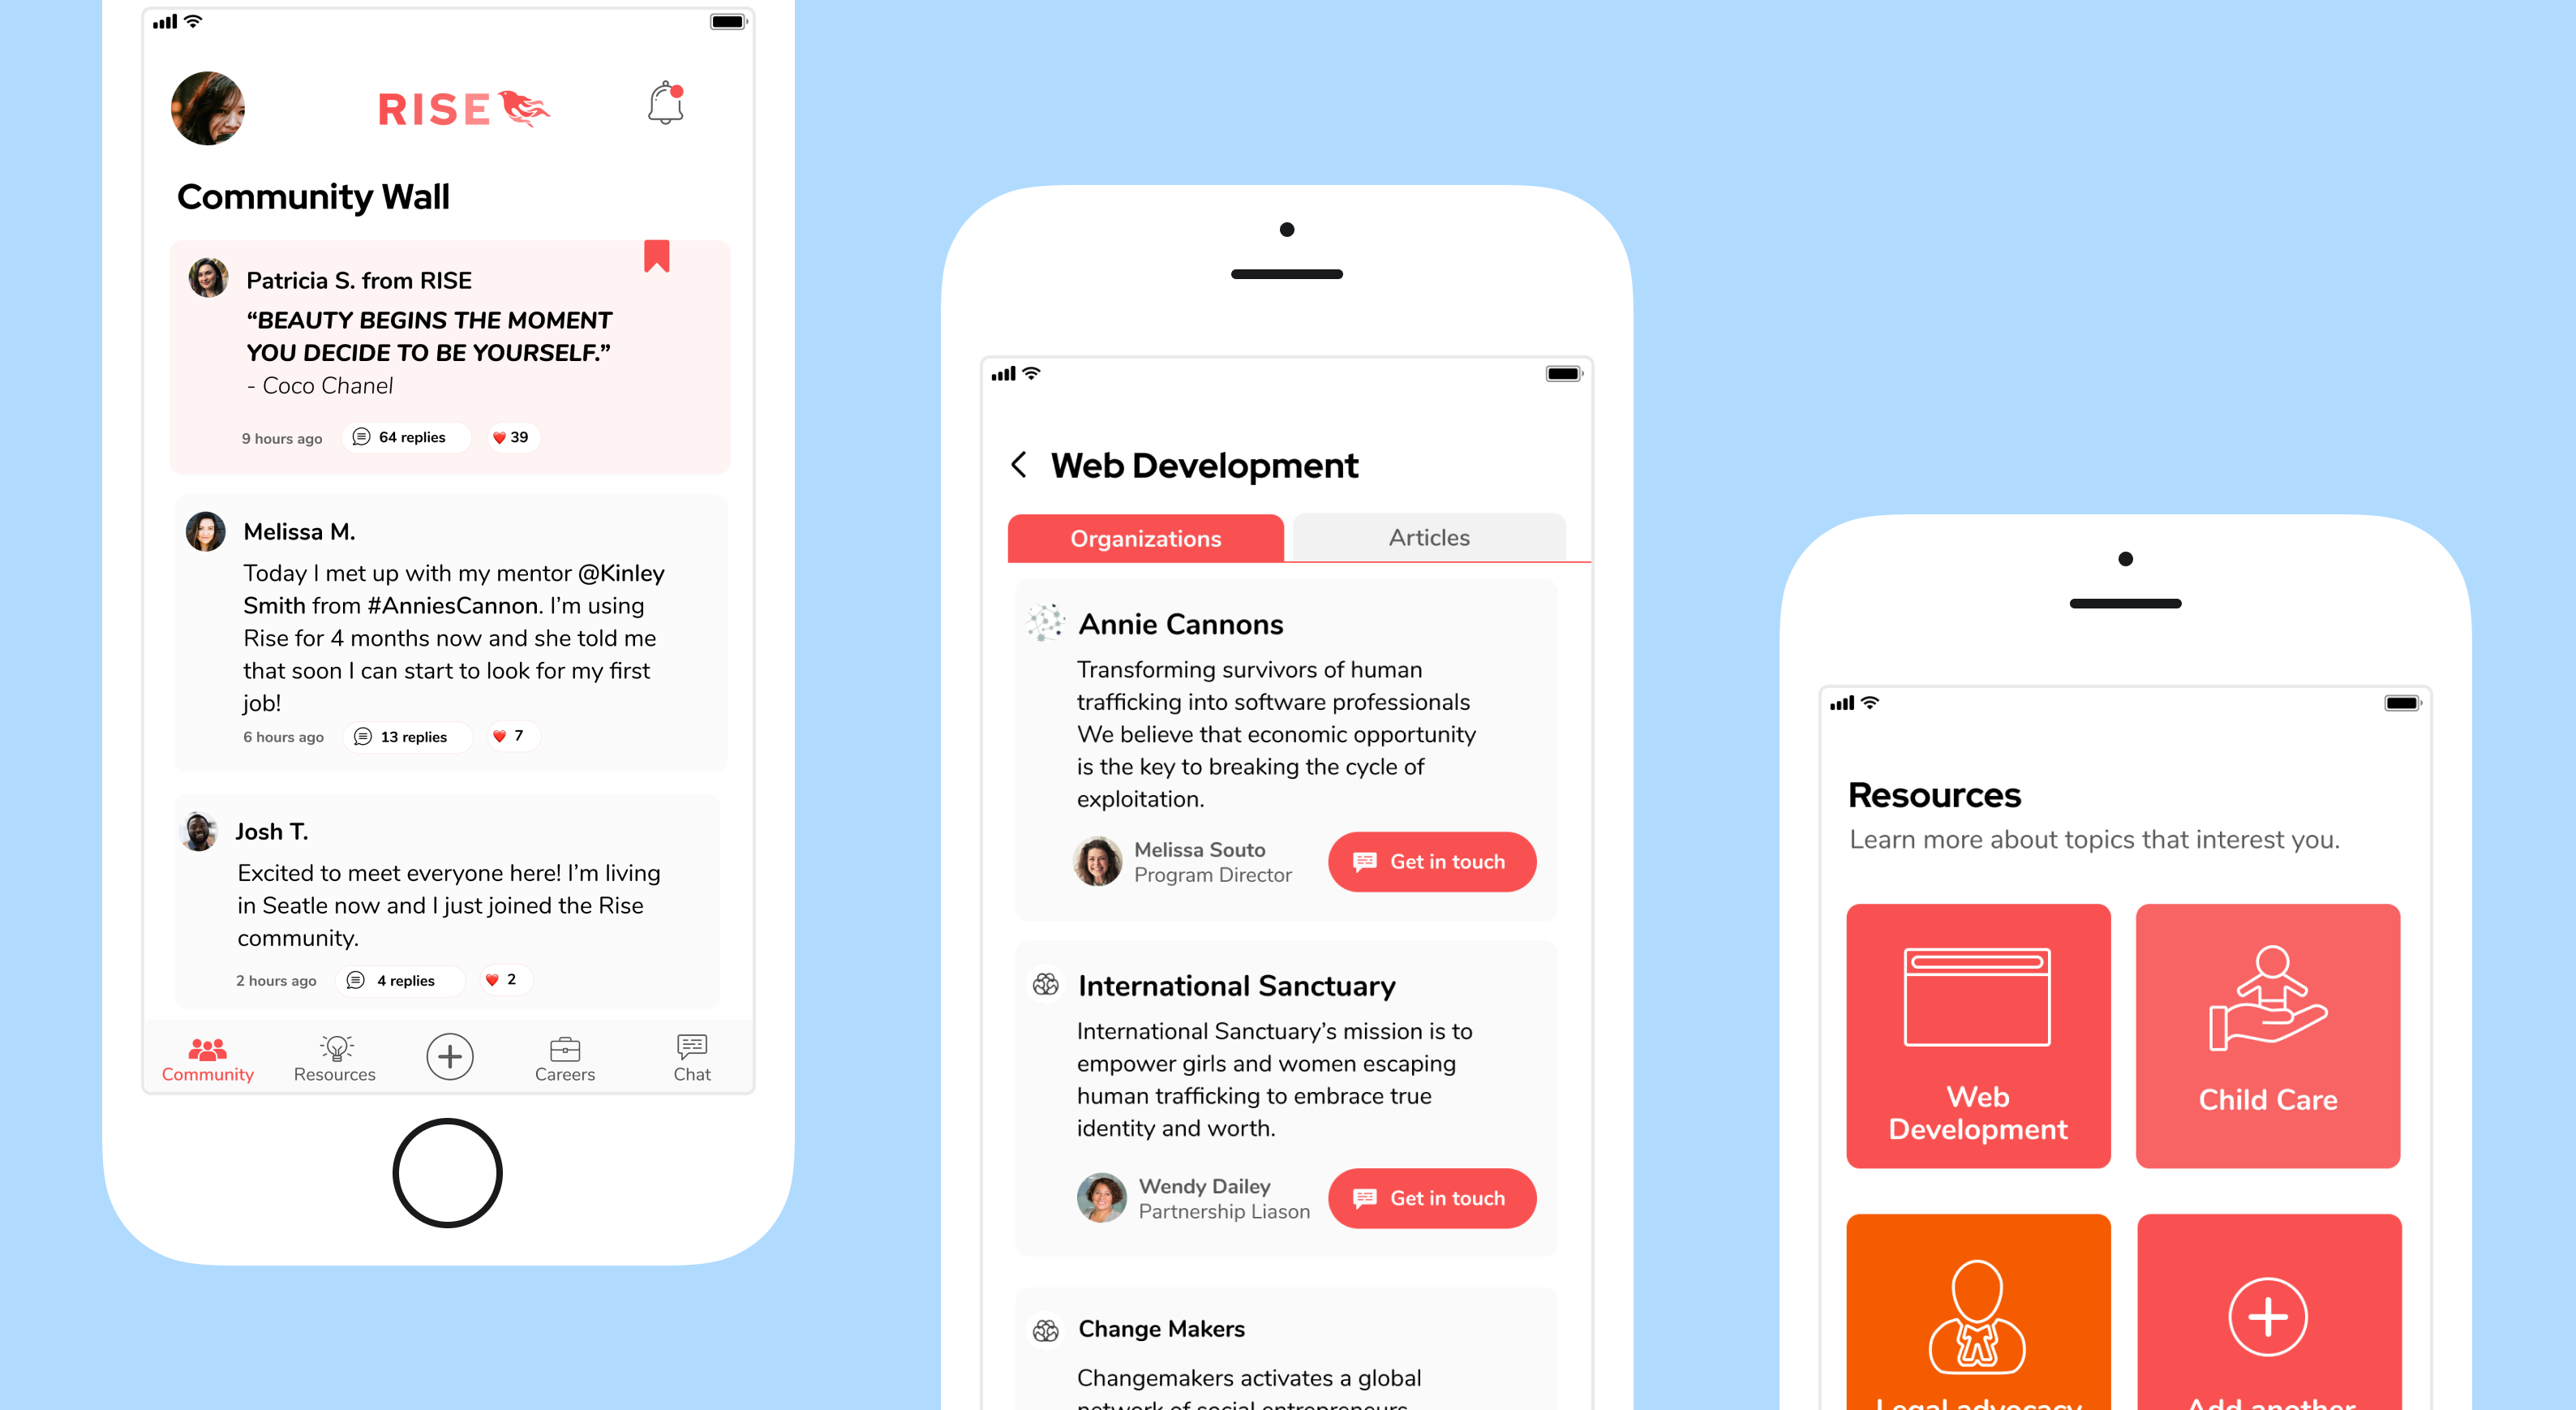 RISE
Community Wall
Patricia S. from RISE
“BEAUTY BEGINS THE MOMENT
YOU DECIDE TO BE YOURSELF.”
- Coco Chanel
9 hours ago
64 replies
39
Melissa M.
Today I met up with my mentor @Kinley
Smith from #AnniesCannon. I’m using
Rise for 4 months now and she told me
that soon I can start to look for my first
job!
6 hours ago
13 replies
7
Josh T.
Excited to meet everyone here! I’m living
in Seatle now and I just joined the Rise
community.
2 hours ago
4 replies
2
Community
Resources
Careers
Chat
Web Development
Organizations
Articles
Annie Cannons
Transforming survivors of human
trafficking into software professionals
We believe that economic opportunity
is the key to breaking the cycle of
exploitation.
Melissa Souto
Program Director
Get in touch
International Sanctuary
International Sanctuary’s mission is to
empower girls and women escaping
human trafficking to embrace true
identity and worth.
Wendy Dailey
Partnership Liason
Get in touch
Change Makers
Changemakers activates a global
network of social entrepreneurs
Resources
Learn more about topics that interest you.
Web
Development
Child Care
Legal advocacy
Add another